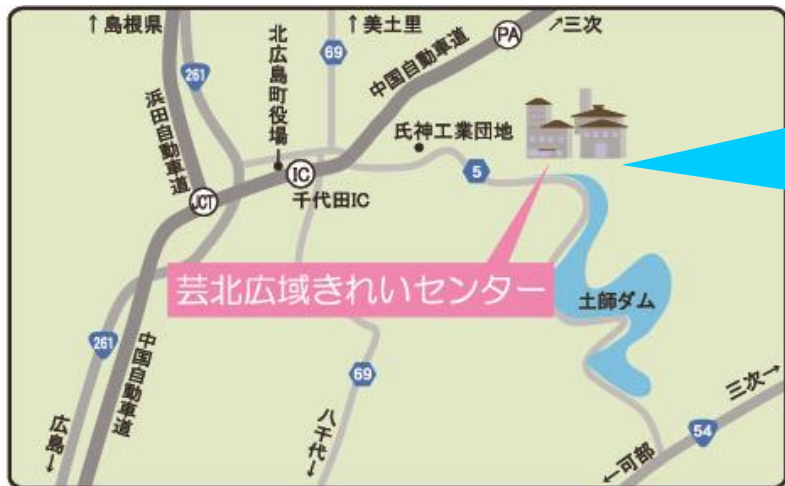 ↑島根県
↑美土里
↗三次
69
PA
261
北広島町役場
中国自動車道
浜田自動車道
氏神工業団地
IC
5
千代田IC
JCT
芸北広域きれいセンター
土師ダム
261
中国自動車道
69
三次→
八千代↓
広島↓
54
←可部